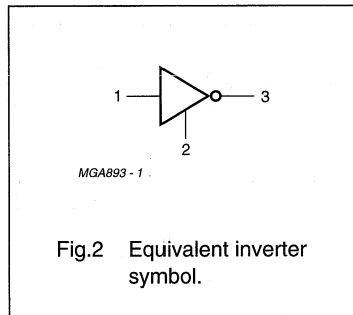 1 3
2
MGA893 - 1
Fig.2 Equivalent inverter
symbol.